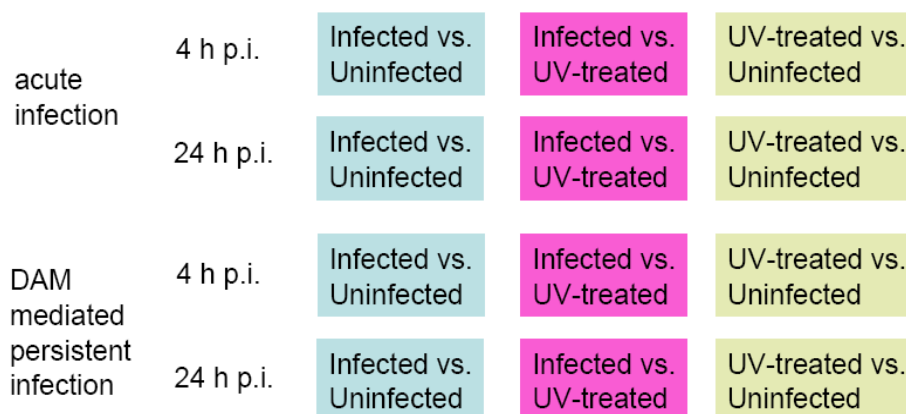 acute
infection
4 h p.i.
Infected vs.
Uninfected
Infected vs.
UV-treated
UV-treated vs.
Uninfected
24 h p.i.
Infected vs.
Uninfected
Infected vs.
UV-treated
UV-treated vs.
Uninfected
DAM
mediated
persistent
infection
4 h p.i.
Infected vs.
Uninfected
Infected vs.
UV-treated
UV-treated vs.
Uninfected
24 h p.i.
Infected vs.
Uninfected
Infected vs.
UV-treated
UV-treated vs.
Uninfected